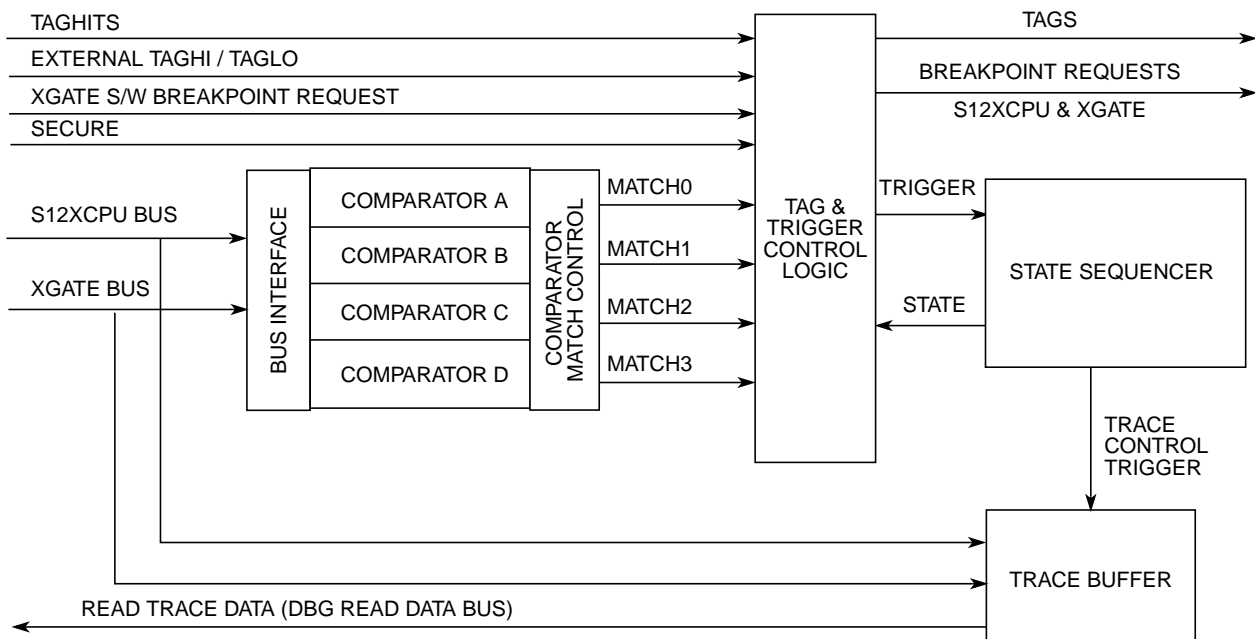 TAGHITS
TAGS
EXTERNAL TAGHI / TAGLO
BREAKPOINT REQUESTS
XGATE S/W BREAKPOINT REQUEST
S12XCPU & XGATE
SECURE
S12XCPU BUS
XGATE BUS
BUS INTERFACE
COMPARATOR A
COMPARATOR B
COMPARATOR C
COMPARATOR D
COMPARATOR
MATCH CONTROL
MATCH0
MATCH1
MATCH2
MATCH3
TAG &
TRIGGER
CONTROL
LOGIC
TRIGGER
STATE
STATE SEQUENCER
TRACE
CONTROL
TRIGGER
TRACE BUFFER
READ TRACE DATA (DBG READ DATA BUS)